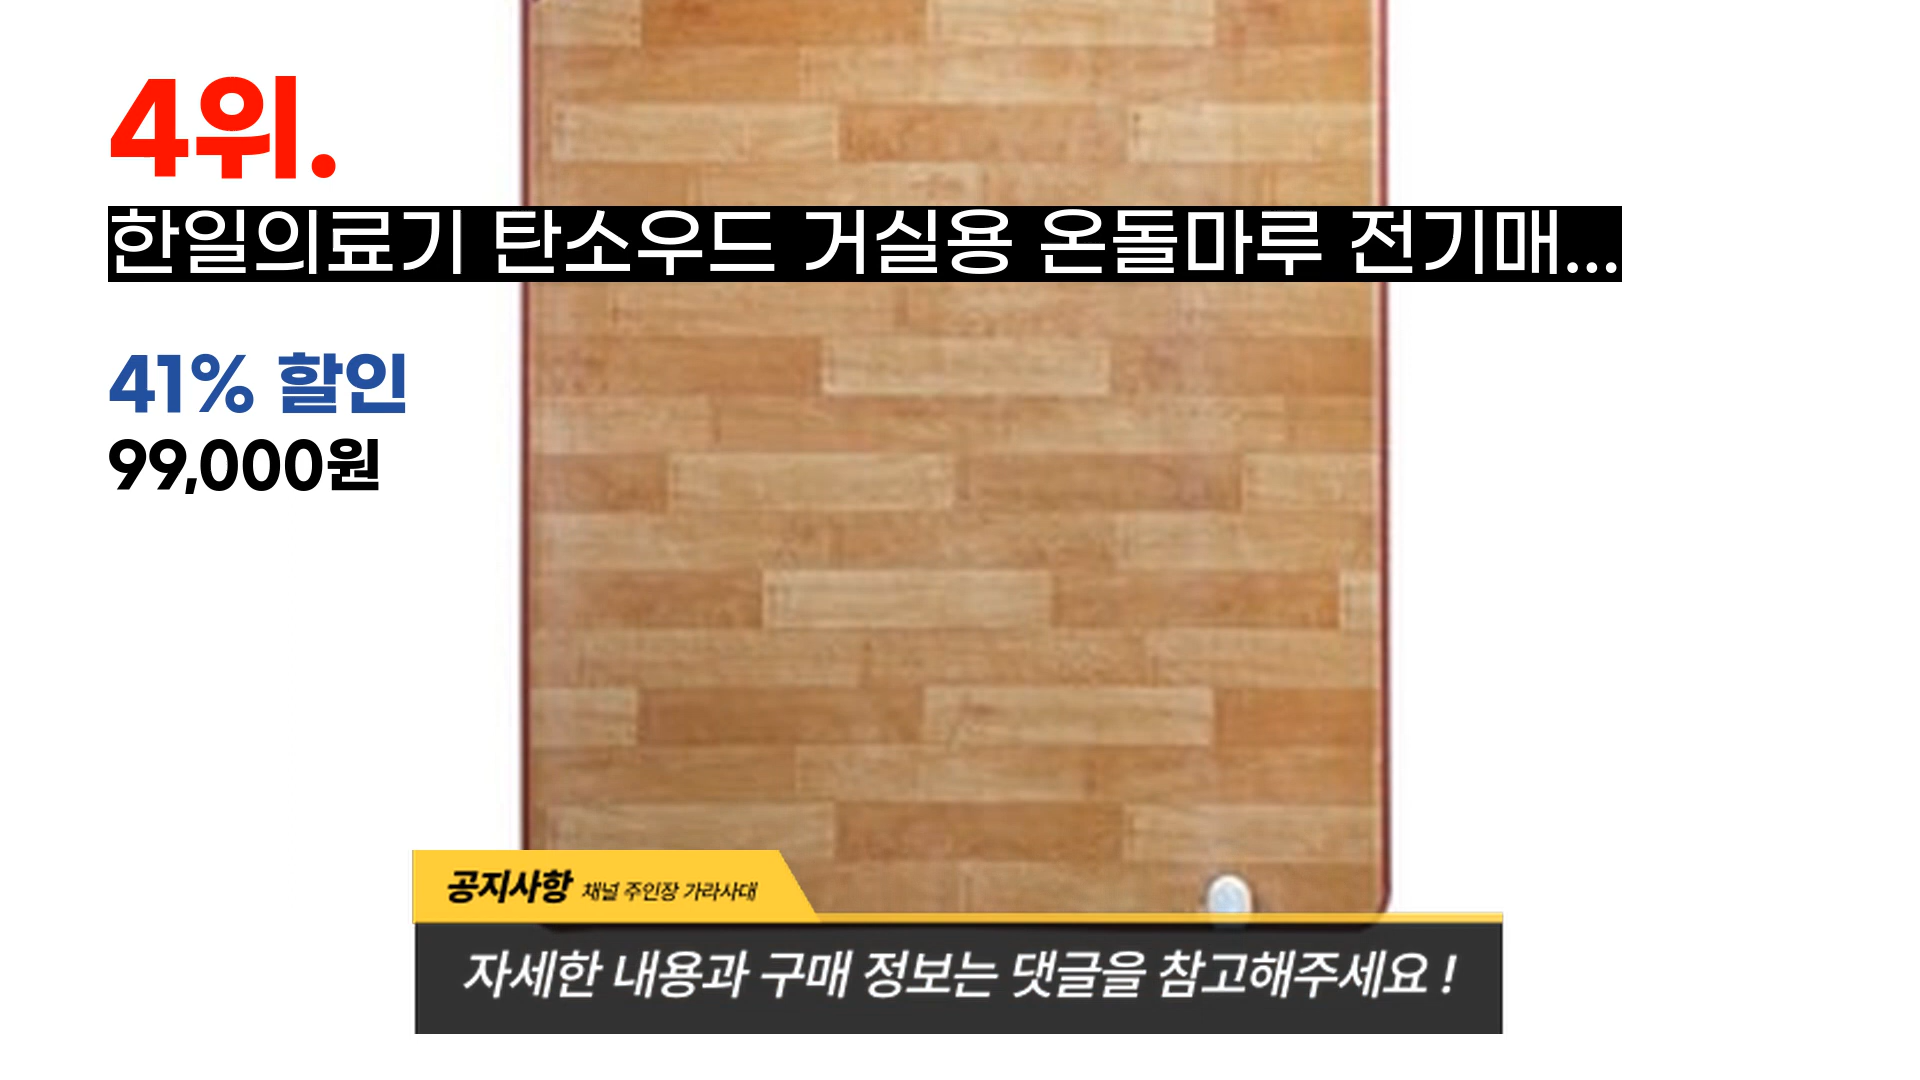 4위.
한일의료기 탄소우드 거실용 온돌마루 전기매...
41% 할인
99,000원
공지사항 채널 주인장 가라사대
자세한 내용과 구매 정보는 댓글을 참고해주세요 !